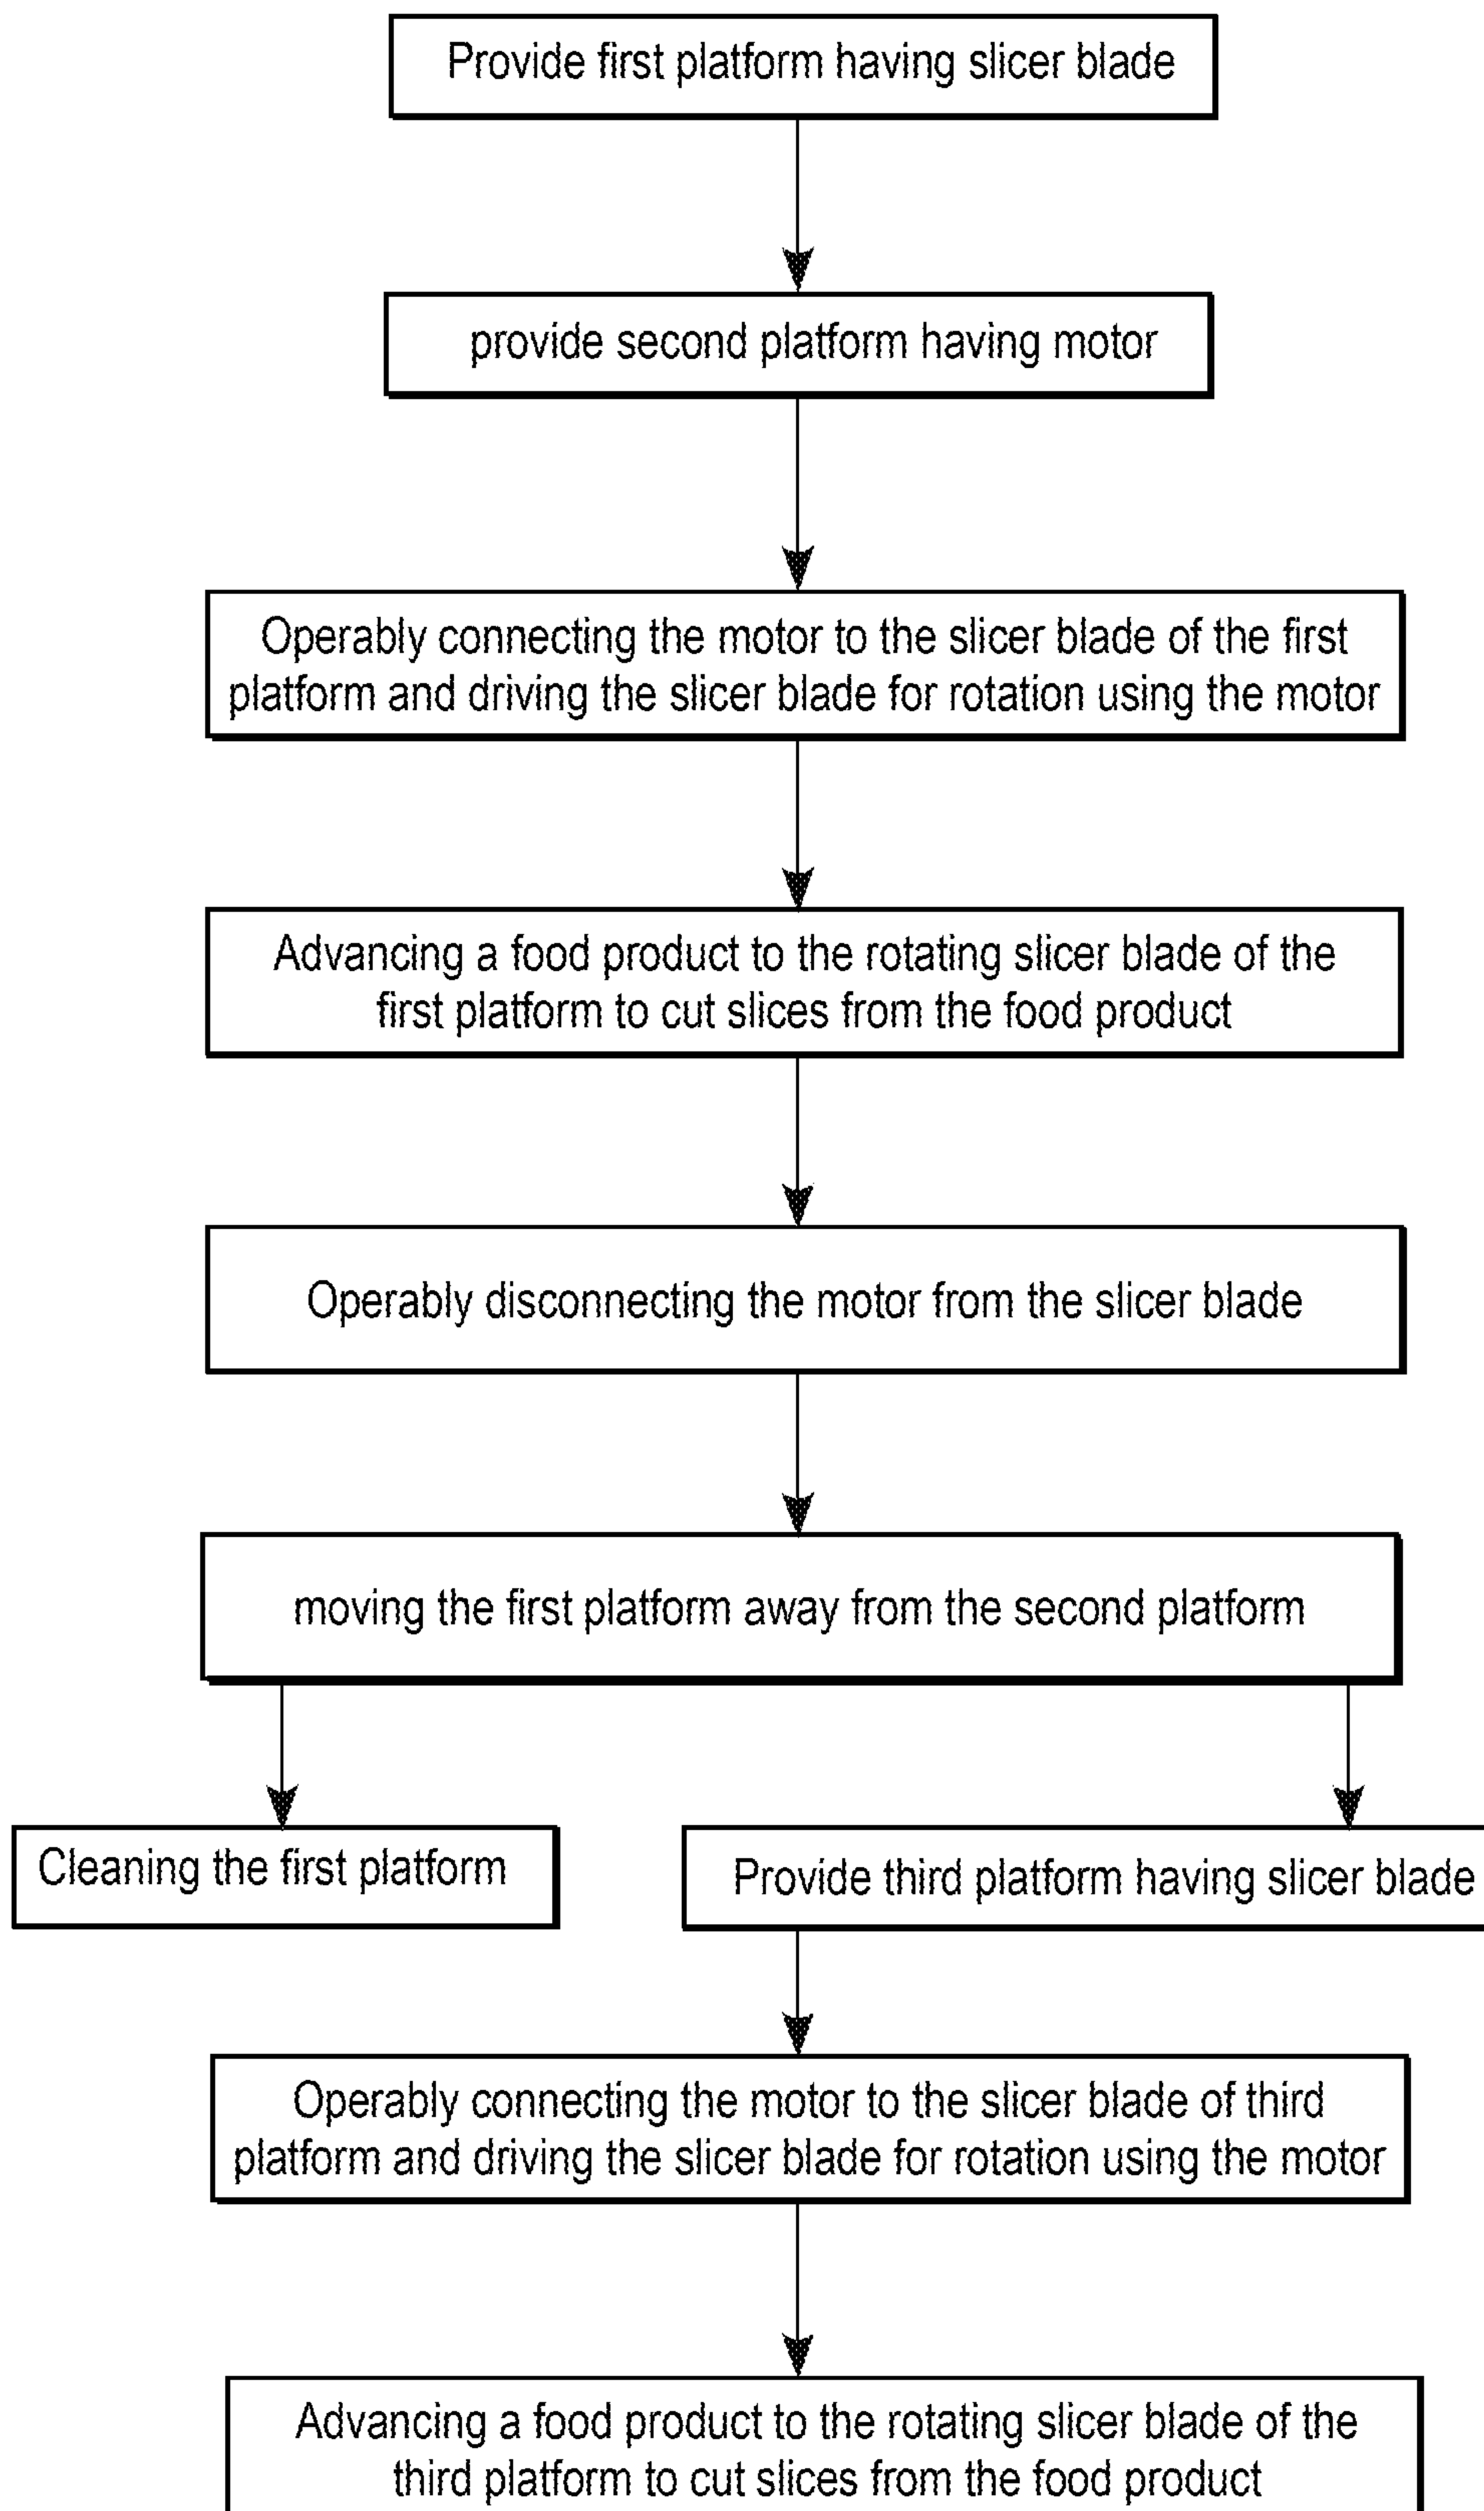 Provide first platform having slicer blade
provide second platform having motor
Operably connecting the motor to the slicer blade of the first
platform and driving the slicer blade for rotation using the motor
Advancing a food product to the rotating slicer blade of the
first platform to cut slices from the food product
Operably disconnecting the motor from the slicer blade
moving the first platform away from the second platform
Cleaning the first platform
Provide third platform having slicer blade
Operably connecting the motor to the slicer blade of third
platform and driving the slicer blade for rotation using the motor
Advancing a food product to the rotating slicer blade of the
third platform to cut slices from the food product